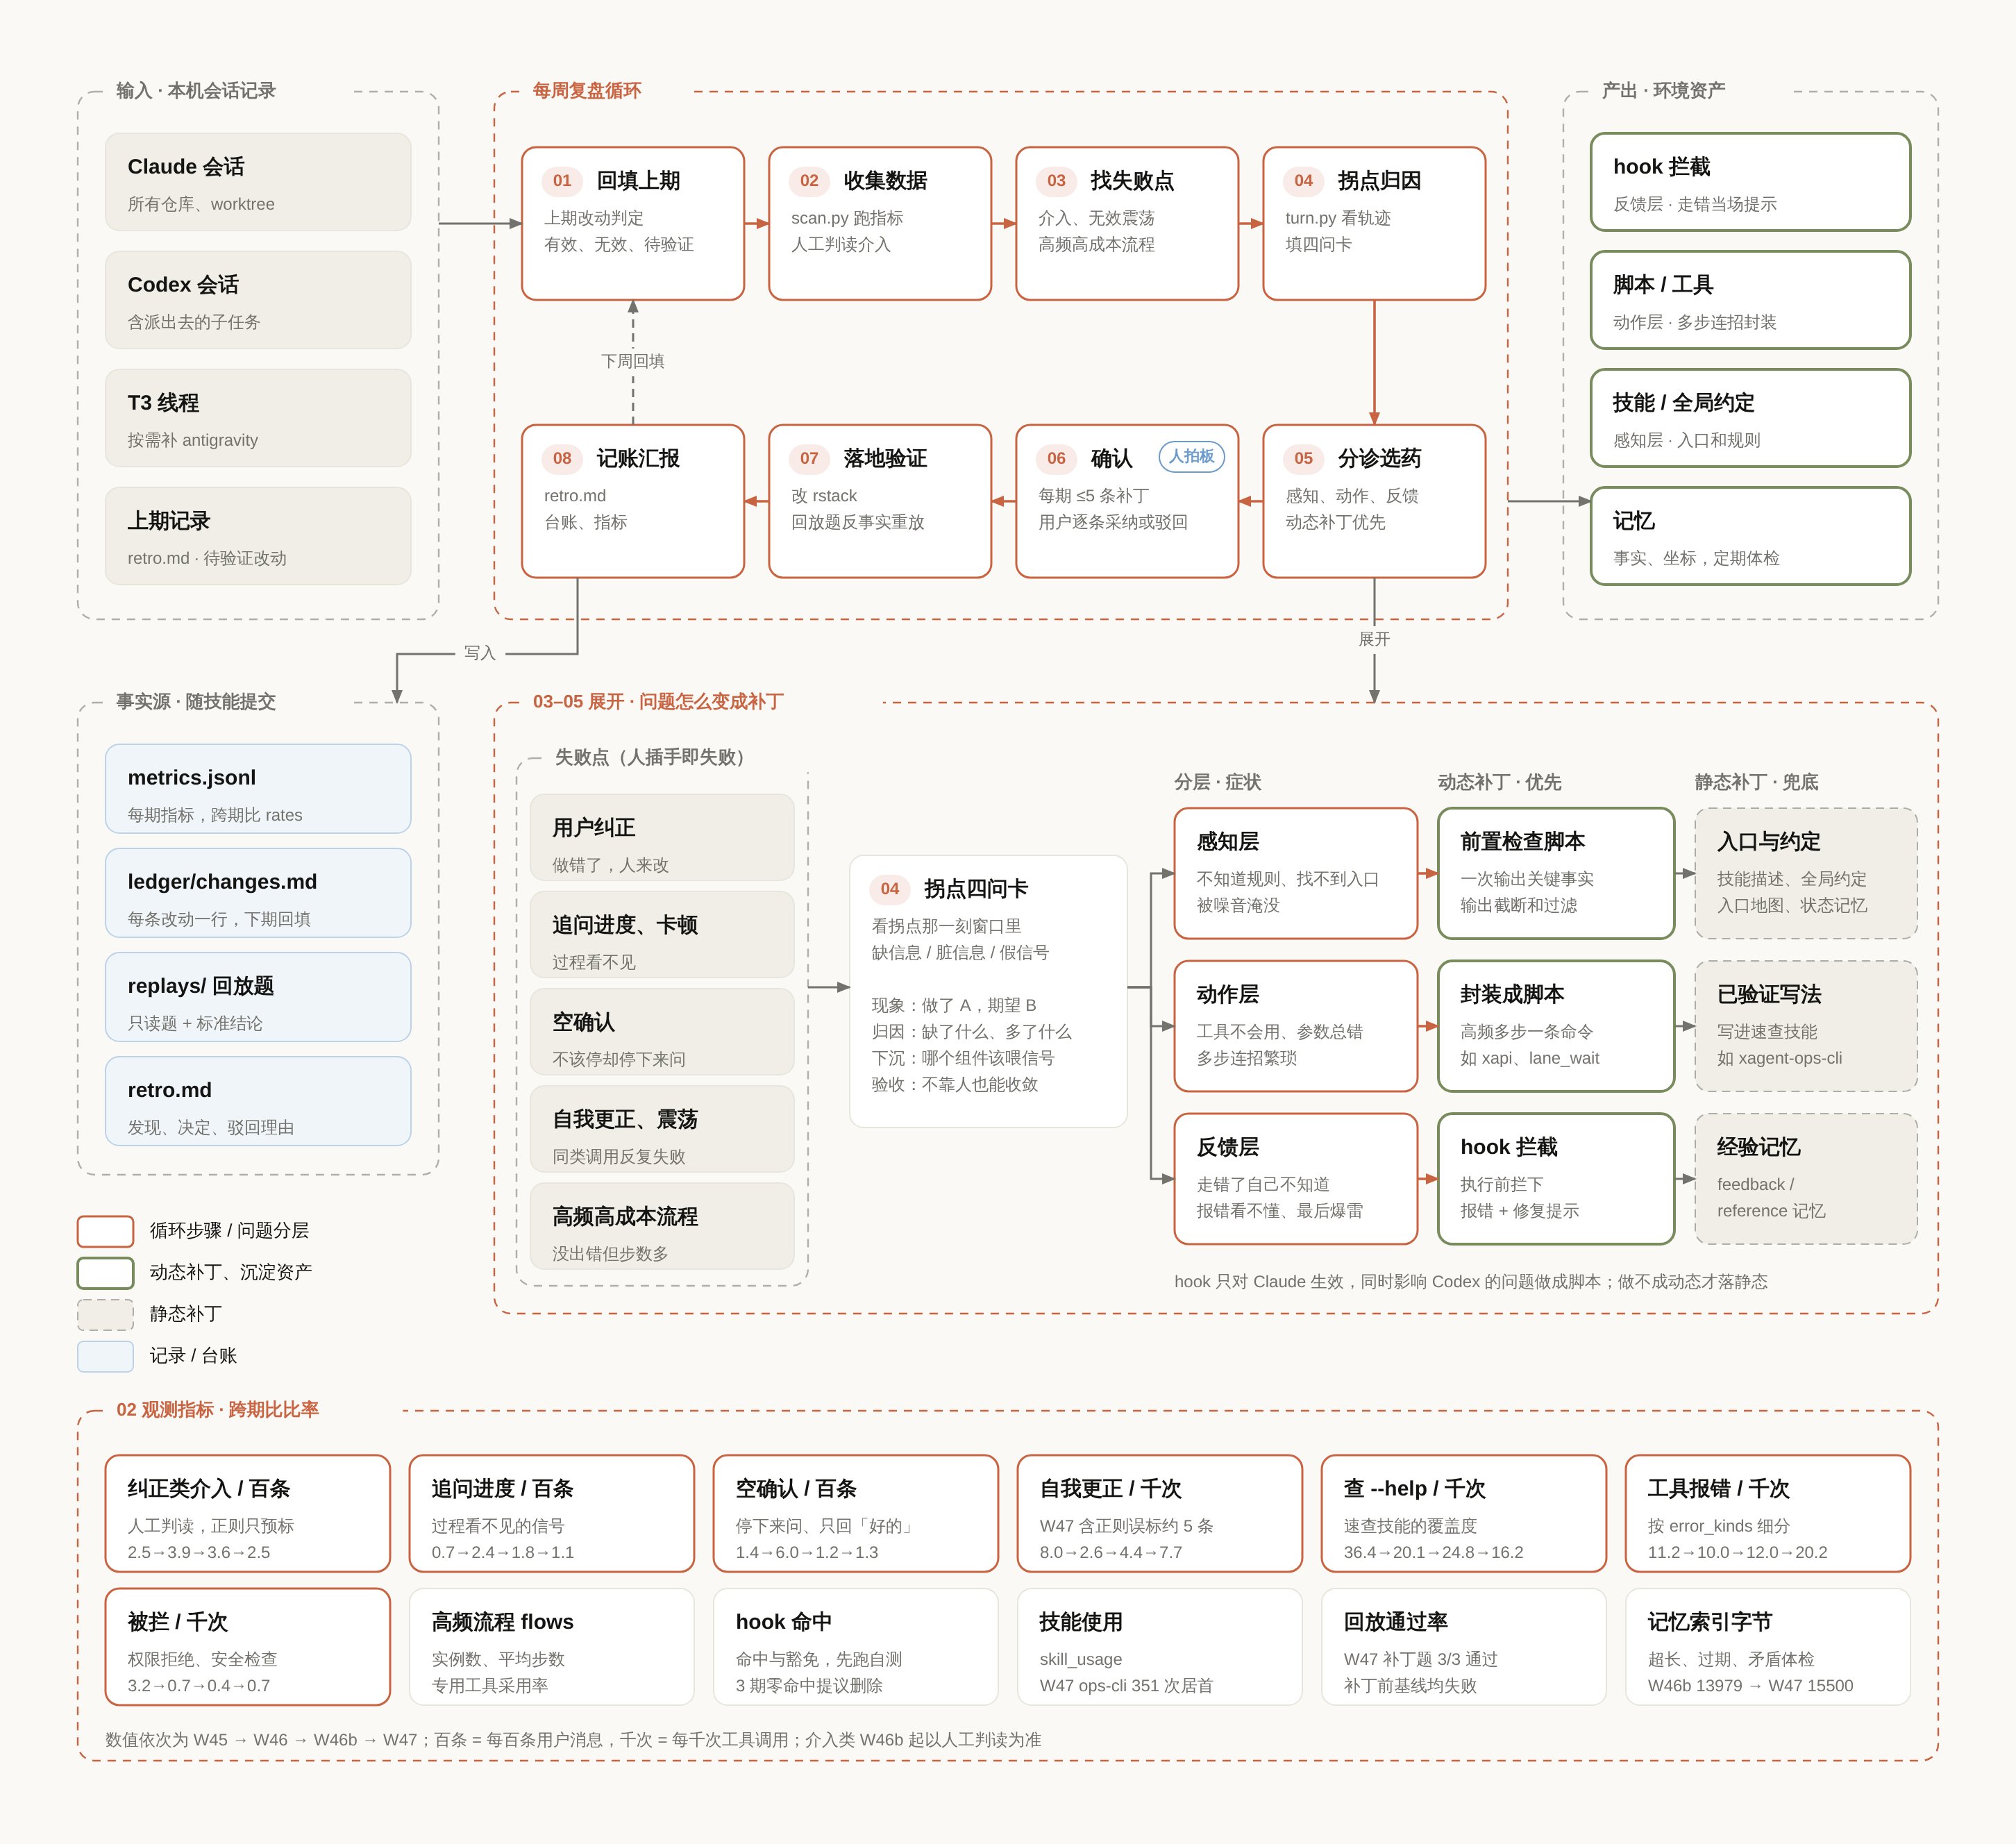 输入 · 本机会话记录
Claude 会话
所有仓库、worktree
Codex 会话
含派出去的子任务
T3 线程
按需补 antigravity
上期记录
retro.md · 待验证改动
每周复盘循环
01 回填上期
上期改动判定
有效、无效、待验证
02 收集数据
scan.py 跑指标
人工判读介入
03 找失败点
介入、无效震荡
高频高成本流程
04 拐点归因
turn.py 看轨迹
填四问卡
下周回填
08 记账汇报
retro.md
台账、指标
07 落地验证
改 rstack
回放题反事实重放
06 确认 人拍板
每期 ≤5 条补丁
用户逐条采纳或驳回
05 分诊选药
感知、动作、反馈
动态补丁优先
产出 · 环境资产
hook 拦截
反馈层 · 走错当场提示
脚本 / 工具
动作层 · 多步连招封装
技能 / 全局约定
感知层 · 入口和规则
记忆
事实、坐标，定期体检
写入
展开
事实源 · 随技能提交
metrics.jsonl
每期指标，跨期比 rates
ledger/changes.md
每条改动一行，下期回填
replays/ 回放题
只读题 + 标准结论
retro.md
发现、决定、驳回理由
循环步骤 / 问题分层
动态补丁、沉淀资产
静态补丁
记录 / 台账
03–05 展开 · 问题怎么变成补丁
失败点（人插手即失败）
用户纠正
做错了，人来改
追问进度、卡顿
过程看不见
空确认
不该停却停下来问
自我更正、震荡
同类调用反复失败
高频高成本流程
没出错但步数多
04 拐点四问卡
看拐点那一刻窗口里
缺信息 / 脏信息 / 假信号
现象：做了 A，期望 B
归因：缺了什么、多了什么
下沉：哪个组件该喂信号
验收：不靠人也能收敛
分层 · 症状
动态补丁 · 优先
静态补丁 · 兜底
感知层
不知道规则、找不到入口
被噪音淹没
前置检查脚本
一次输出关键事实
输出截断和过滤
入口与约定
技能描述、全局约定
入口地图、状态记忆
动作层
工具不会用、参数总错
多步连招繁琐
封装成脚本
高频多步一条命令
如 xapi、lane_wait
已验证写法
写进速查技能
如 xagent-ops-cli
反馈层
走错了自己不知道
报错看不懂、最后爆雷
hook 拦截
执行前拦下
报错 + 修复提示
经验记忆
feedback /
reference 记忆
hook 只对 Claude 生效，同时影响 Codex 的问题做成脚本；做不成动态才落静态
02 观测指标 · 跨期比比率
纠正类介入 / 百条
人工判读，正则只预标
2.5→3.9→3.6→2.5
追问进度 / 百条
过程看不见的信号
0.7→2.4→1.8→1.1
空确认 / 百条
停下来问、只回「好的」
1.4→6.0→1.2→1.3
自我更正 / 千次
W47 含正则误标约 5 条
8.0→2.6→4.4→7.7
查 --help / 千次
速查技能的覆盖度
36.4→20.1→24.8→16.2
工具报错 / 千次
按 error_kinds 细分
11.2→10.0→12.0→20.2
被拦 / 千次
权限拒绝、安全检查
3.2→0.7→0.4→0.7
高频流程 flows
实例数、平均步数
专用工具采用率
hook 命中
命中与豁免，先跑自测
3 期零命中提议删除
技能使用
skill_usage
W47 ops-cli 351 次居首
回放通过率
W47 补丁题 3/3 通过
补丁前基线均失败
记忆索引字节
超长、过期、矛盾体检
W46b 13979 → W47 15500
数值依次为 W45 → W46 → W46b → W47；百条 = 每百条用户消息，千次 = 每千次工具调用；介入类 W46b 起以人工判读为准